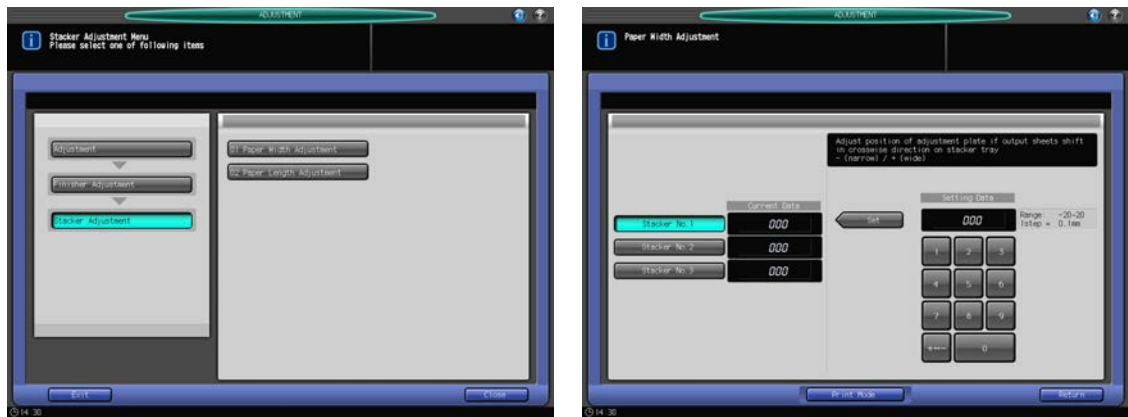 ADJUSTMENT
Stacker Adjustment Menu
Please select one of following items
Adjustment
Finisher Adjustment
Stacker Adjustment
01 Paper Width Adjustment
02 Paper Length Adjustment
Exit
Close
14:30
ADJUSTMENT
Paper Width Adjustment
Adjust position of adjustment plate if output sheets shift
in crosswise direction on stacker tray
- (narrow) / + (wide)
Current Data
Stacker No.1
000
Stacker No.2
000
Stacker No.3
000
Set
Setting Data
000
Range: -20~20
1step = 0.1mm
1
2
3
4
5
6
7
8
9
+↔-
0
Print Mode
Return
14:30